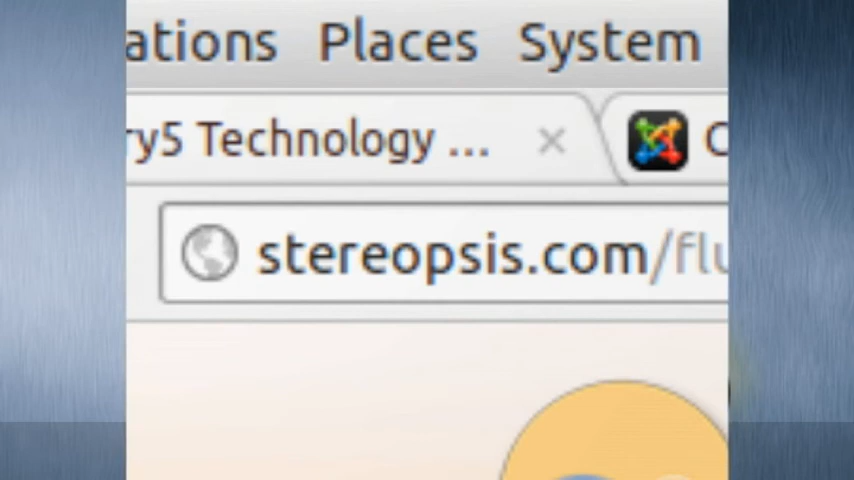 ations Places System
ry5 Technology ... C
stereopsis.com/flu